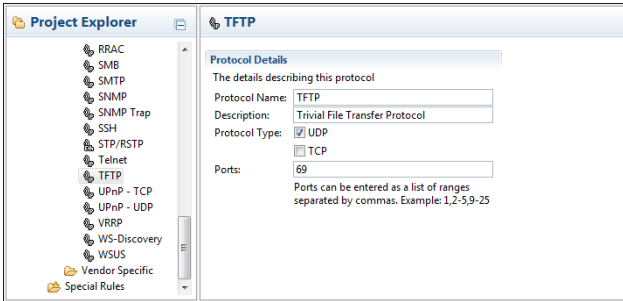 Project Explorer
RRAC
SMB
SMTP
SNMP
SNMP Trap
SSH
STP/RSTP
Telnet
TFTP
UPnP - TCP
UPnP - UDP
VRRP
WS-Discovery
WSUS
Vendor Specific
Special Rules
TFTP
Protocol Details
The details describing this protocol
Protocol Name: TFTP
Description: Trivial File Transfer Protocol
Protocol Type: UDP
TCP
Ports: 69
Ports can be entered as a list of ranges
separated by commas. Example: 1,2-5,9-25